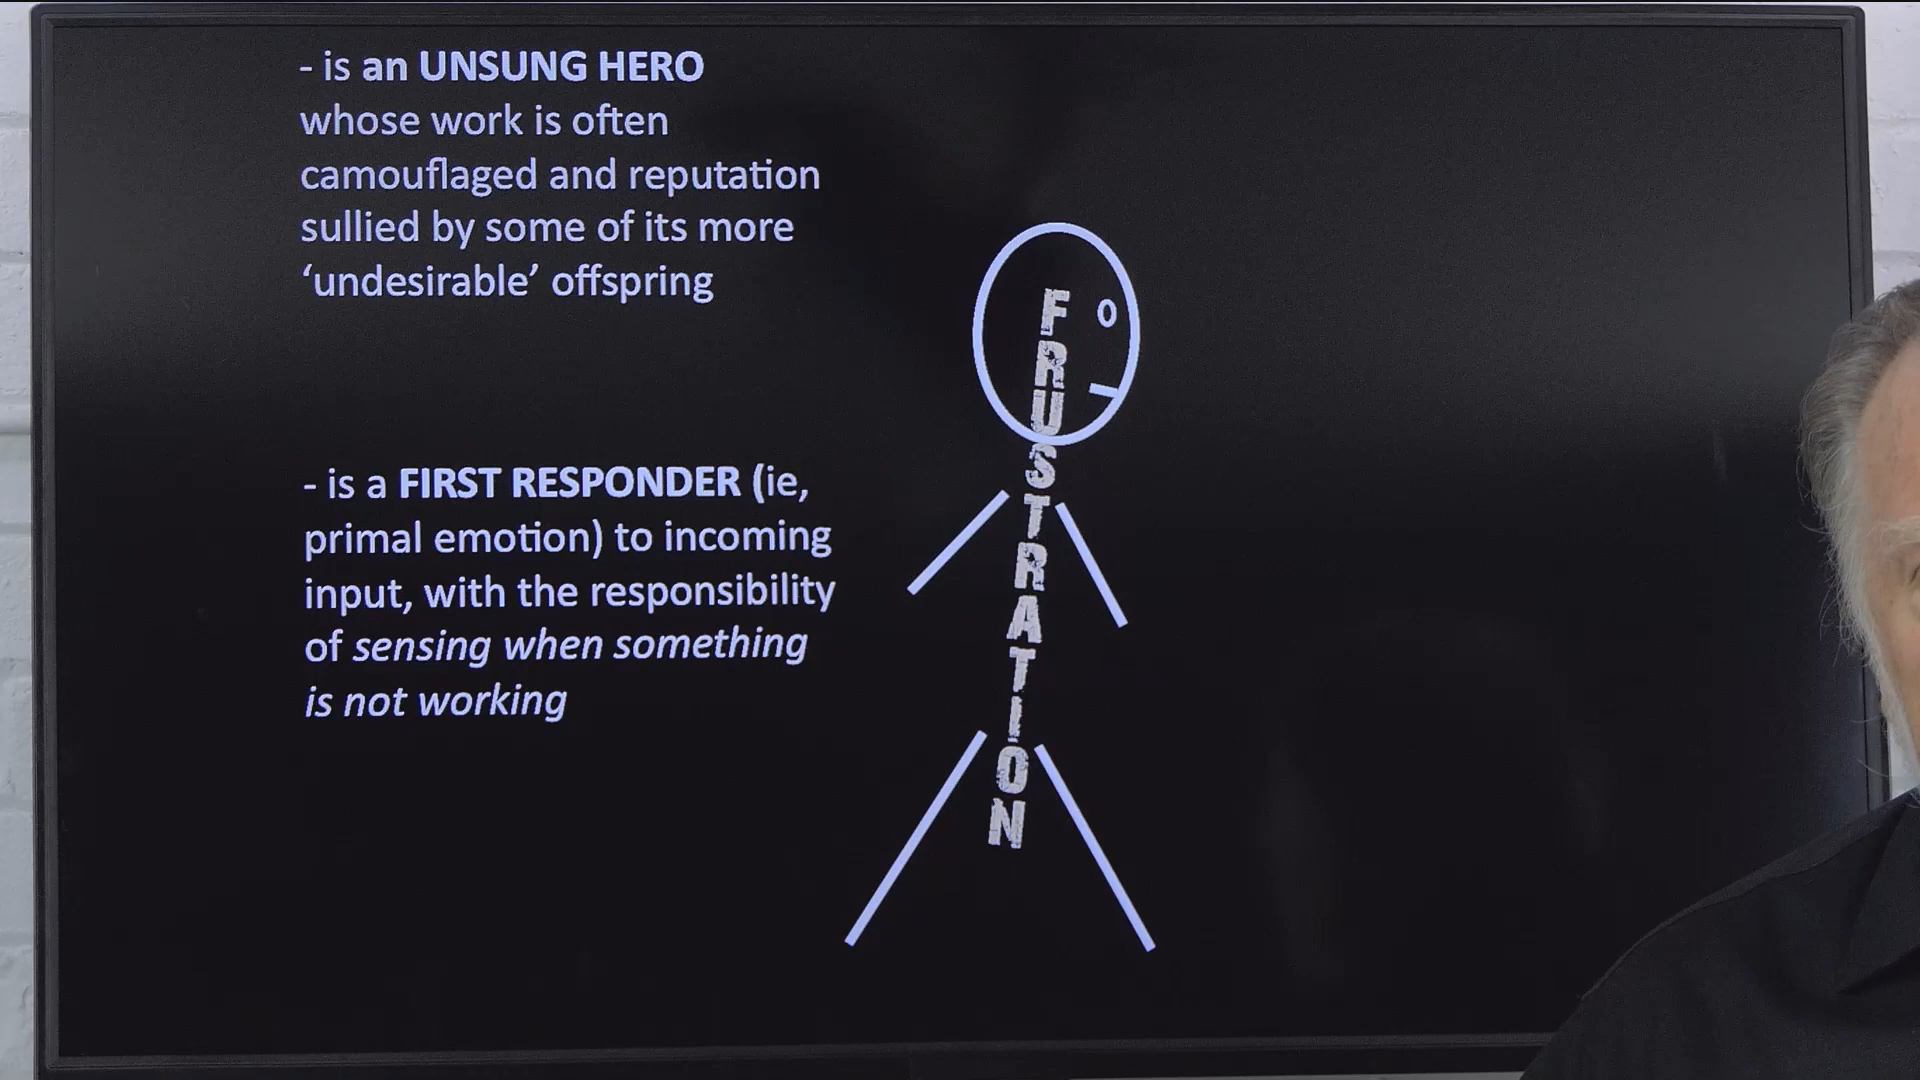 - is an UNSUNG HERO
whose work is often
camouflaged and reputation
sullied by some of its more
‘undesirable’ offspring
- is a FIRST RESPONDER (ie,
primal emotion) to incoming
input, with the responsibility
of sensing when something
is not working
FRUSTRATION